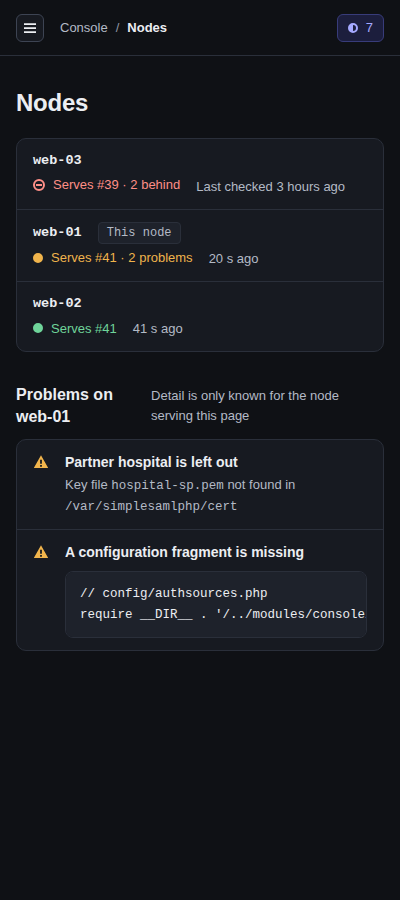 Console / Nodes
7
Nodes
web-03
Serves #39 · 2 behind Last checked 3 hours ago
web-01 This node
Serves #41 · 2 problems 20 s ago
web-02
Serves #41 41 s ago
Problems on
web-01
Detail is only known for the node
serving this page
Partner hospital is left out
Key file hospital-sp.pem not found in
/var/simplesamlphp/cert
A configuration fragment is missing
// config/authsources.php
require __DIR__ . '/../modules/console